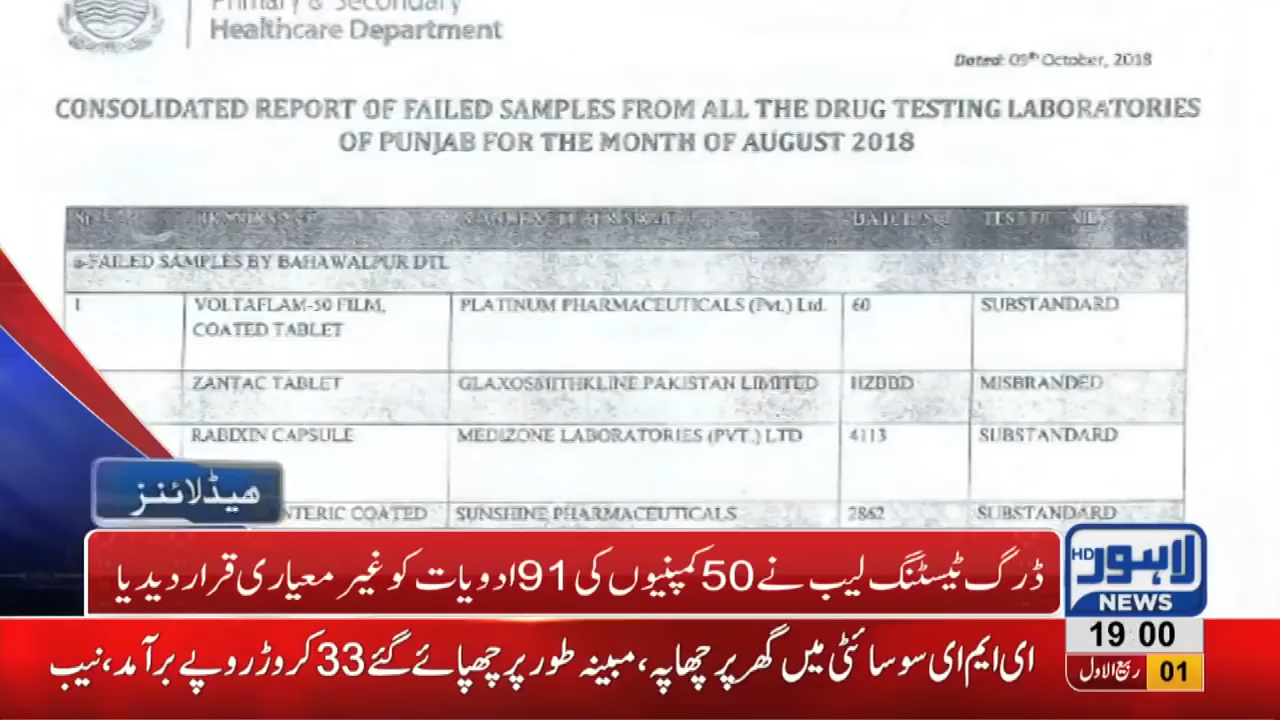 Primary & Secondary
Healthcare Department
Dated: 09th October, 2018
CONSOLIDATED REPORT OF FAILED SAMPLES FROM ALL THE DRUG TESTING LABORATORIES
OF PUNJAB FOR THE MONTH OF AUGUST 2018
a-FAILED SAMPLES BY BAHAWALPUR DTL
1 VOLTAFLAM-50 FILM, PLATINUM PHARMACEUTICALS (Pvt.) Ltd. 60 SUBSTANDARD
COATED TABLET
ZANTAC TABLET GLAXOSMITHKLINE PAKISTAN LIMITED HZBBD MISBRANDED
RABIXIN CAPSULE MEDIZONE LABORATORIES (PVT.) LTD 4113 SUBSTANDARD
COATED SUNSHINE PHARMACEUTICALS 2862 SUBSTANDARD
ہیڈلائنز
ڈرگ ٹیسٹنگ لیب نے 50 کمپنیوں کی 91 ادویات کو غیر معیاری قرار دیدیا
لاہور HD
NEWS
19 00
01 ربیع الاول
ای ایم ای سوسائٹی میں گھر پر چھاپہ، مبینہ طور پر چھپائے گئے 33 کروڑ روپے برآمد، نیب